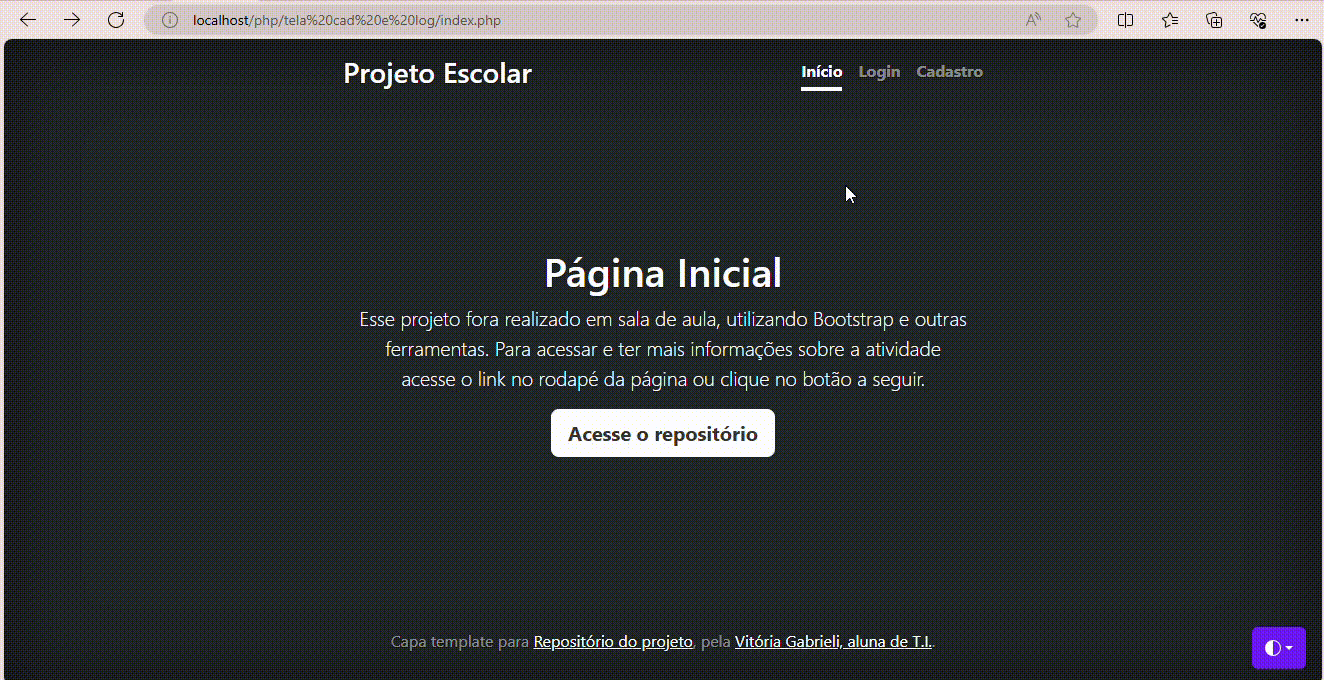 localhost/php/tela%20cad%20e%20log/index.php
Projeto Escolar
Início Login Cadastro
Página Inicial
Esse projeto fora realizado em sala de aula, utilizando Bootstrap e outras
ferramentas. Para acessar e ter mais informações sobre a atividade
acesse o link no rodapé da página ou clique no botão a seguir.
Acesse o repositório
Capa template para Repositório do projeto, pela Vitória Gabrieli, aluna de T.I..